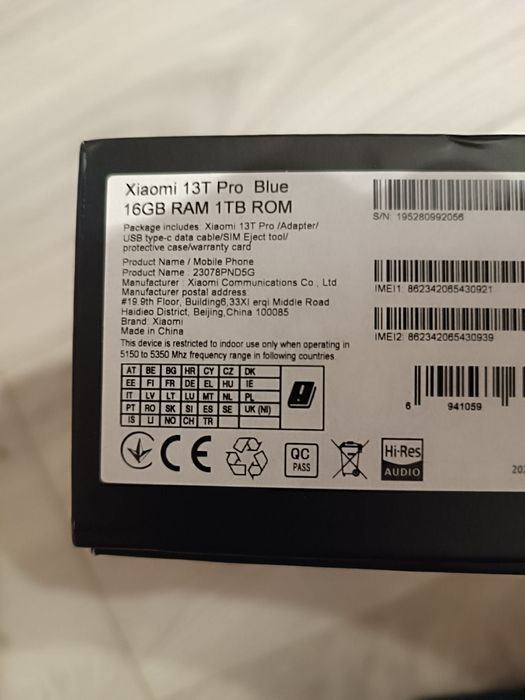 Xiaomi 13T Pro Blue
16GB RAM 1TB ROM
Package includes: Xiaomi 13T Pro /Adapter/
USB type-c data cable/SIM Eject tool/
protective case/warranty card
Product Name / Mobile Phone
Product Name : 23078PND5G
Manufacturer : Xiaomi Communications Co , Ltd
Manufacturer postal address:
#19.9th Floor, Building6,33Xi erqi Middle Road
Haidieo District, Beijing,China 100085
Brand: Xiaomi
Made in China
This device is restricted to indoor use only when operating in
5150 to 5350 Mhz frequency range in following countries.
AT BE BG HR CY CZ DK
EE FI FR DE EL HU IE
IT LV LT LU MT NL PL
PT RO SK SI ES SE UK (NI)
IS LI NO CH TR
CE
QC
PASS
Hi-Res
AUDIO
S/N: 195280992056
IMEI1: 862342065430921
IMEI2: 862342065430939
6 941059
202